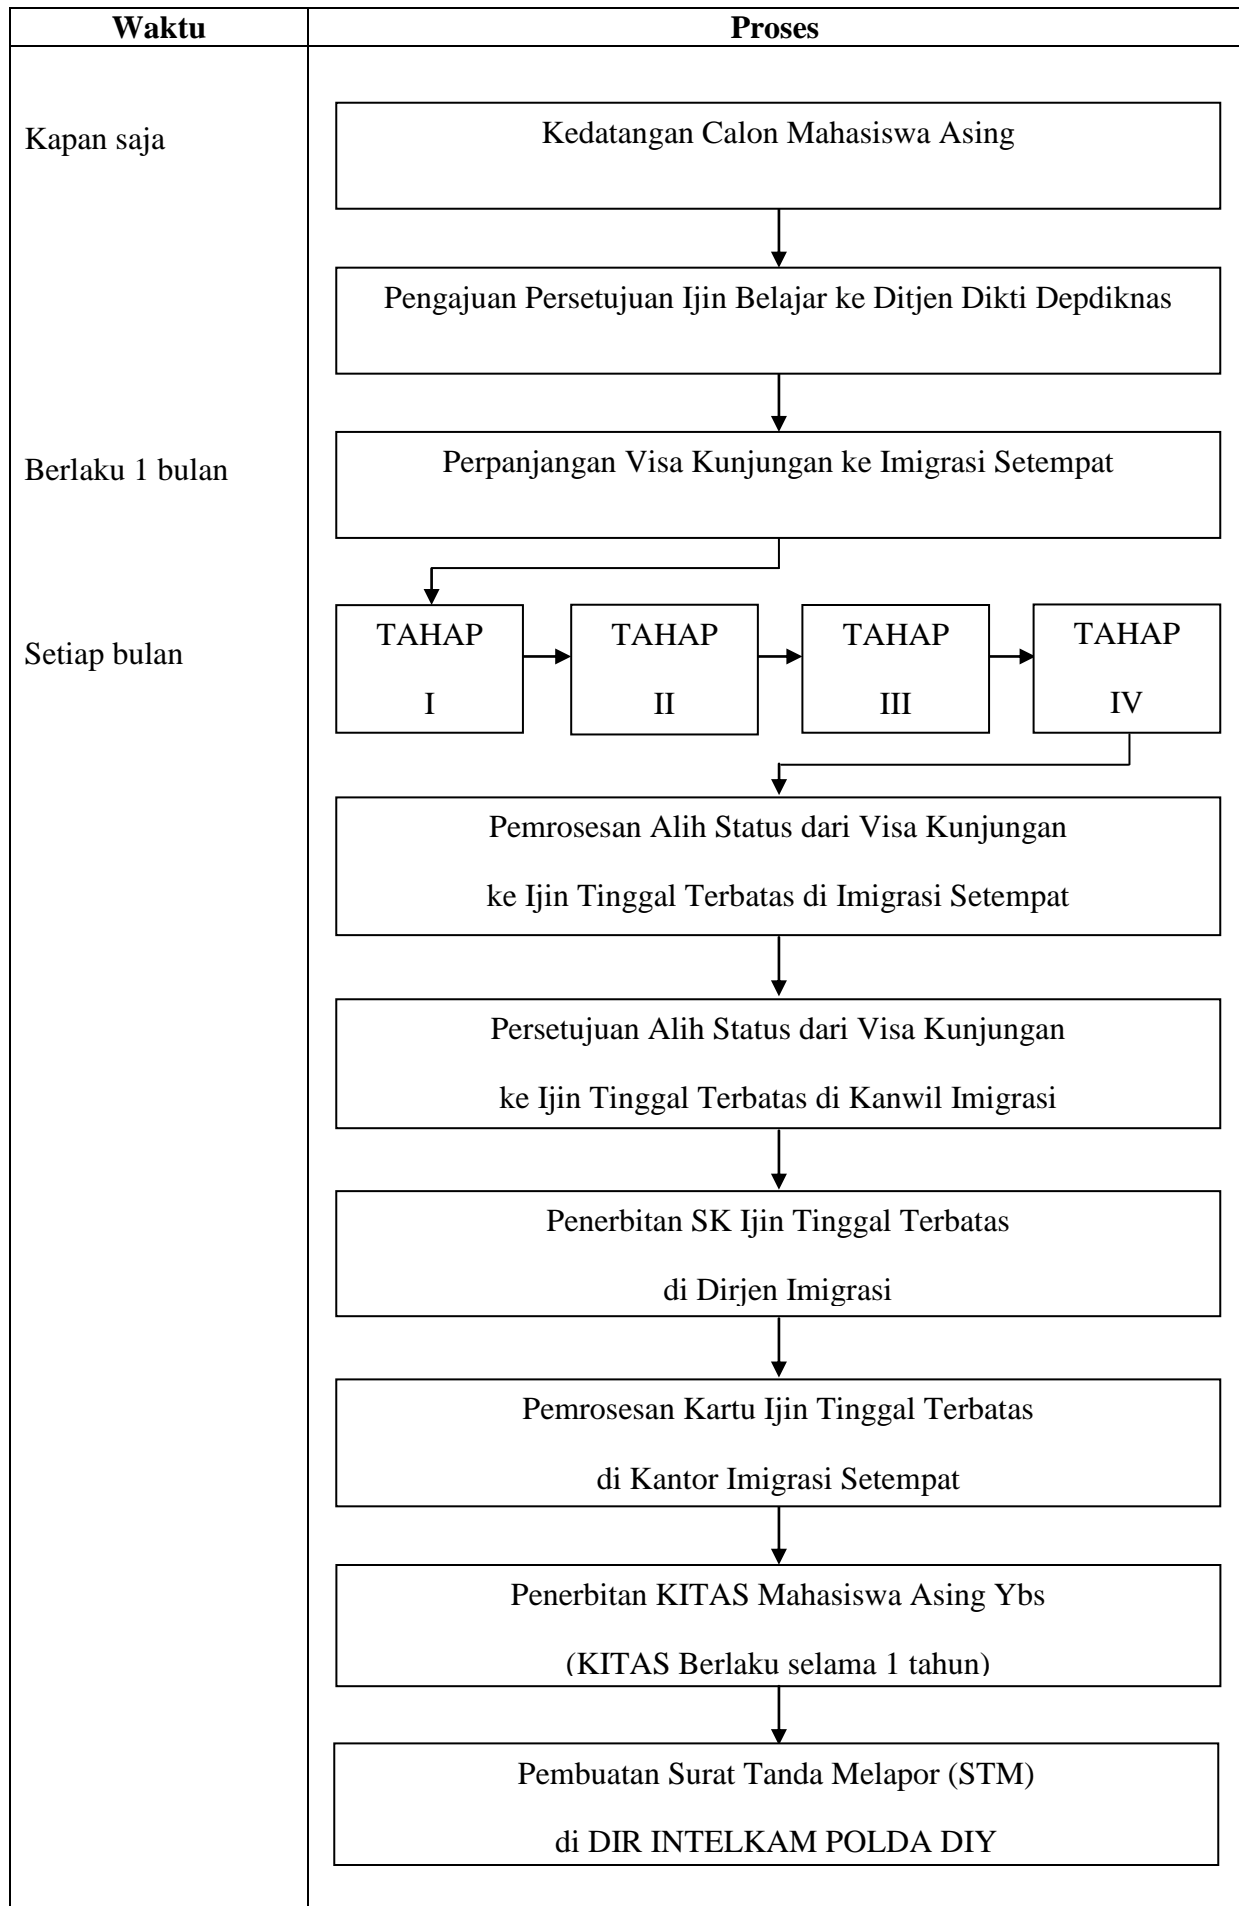 Waktu
Proses
Kapan saja
Kedatangan Calon Mahasiswa Asing
Pengajuan Persetujuan Ijin Belajar ke Ditjen Dikti Depdiknas
Berlaku 1 bulan
Perpanjangan Visa Kunjungan ke Imigrasi Setempat
Setiap bulan
TAHAP
I
TAHAP
II
TAHAP
III
TAHAP
IV
Pemrosesan Alih Status dari Visa Kunjungan
ke Ijin Tinggal Terbatas di Imigrasi Setempat
Persetujuan Alih Status dari Visa Kunjungan
ke Ijin Tinggal Terbatas di Kanwil Imigrasi
Penerbitan SK Ijin Tinggal Terbatas
di Dirjen Imigrasi
Pemrosesan Kartu Ijin Tinggal Terbatas
di Kantor Imigrasi Setempat
Penerbitan KITAS Mahasiswa Asing Ybs
(KITAS Berlaku selama 1 tahun)
Pembuatan Surat Tanda Melapor (STM)
di DIR INTELKAM POLDA DIY